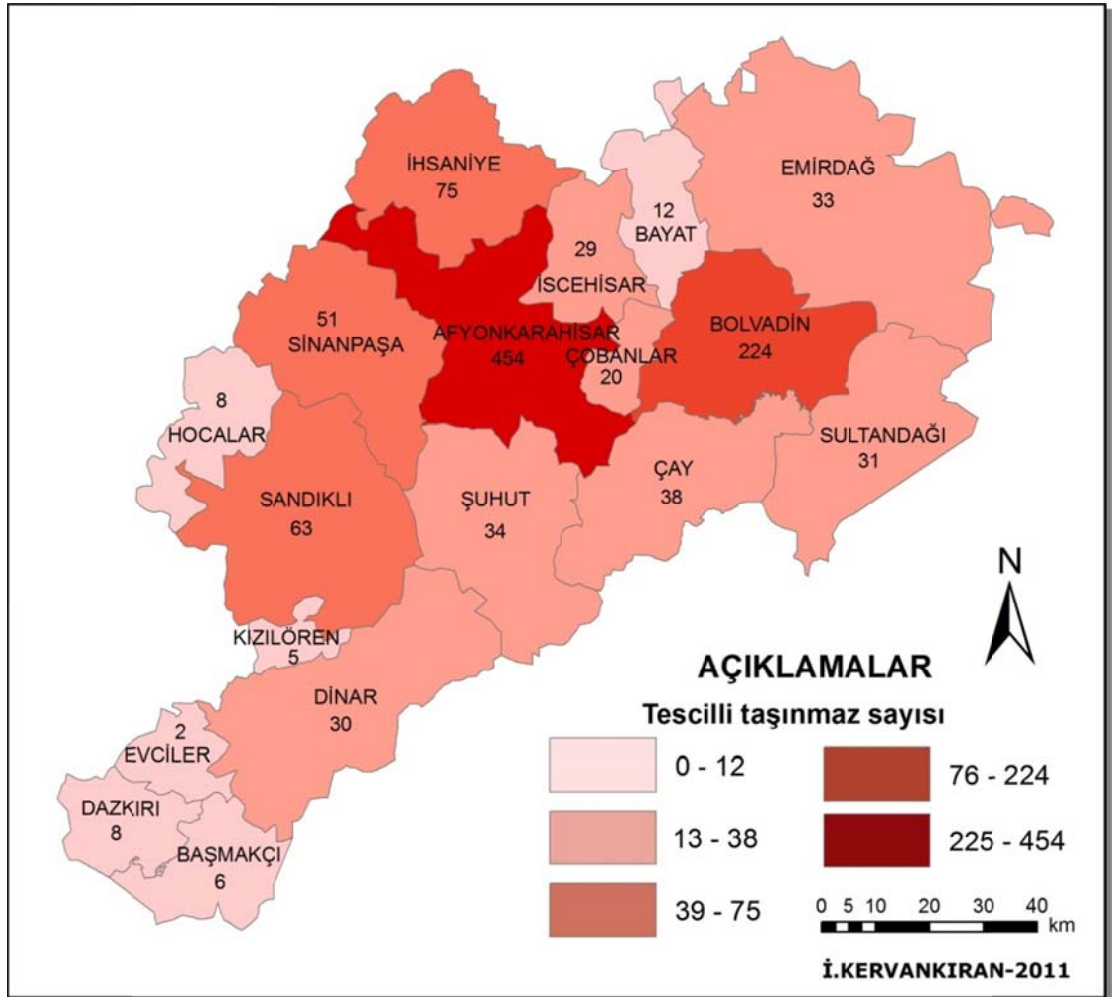 İHSANİYE
75
EMİRDAĞ
33
12
BAYAT
29
İSCEHİSAR
51
SİNANPAŞA
AFYONKARAHİSAR
454
ÇOBANLAR
20
BOLVADİN
224
8
HOCALAR
SULTANDAĞI
31
ÇAY
38
SANDIKLI
63
ŞUHUT
34
KIZILÖREN
5
DİNAR
30
2
EVCİLER
DAZKIRI
8
BAŞMAKÇI
6
N
AÇIKLAMALAR
Tescilli taşınmaz sayısı
0 - 12
13 - 38
39 - 75
76 - 224
225 - 454
0 5 10 20 30 40
km
İ.KERVANKIRAN-2011